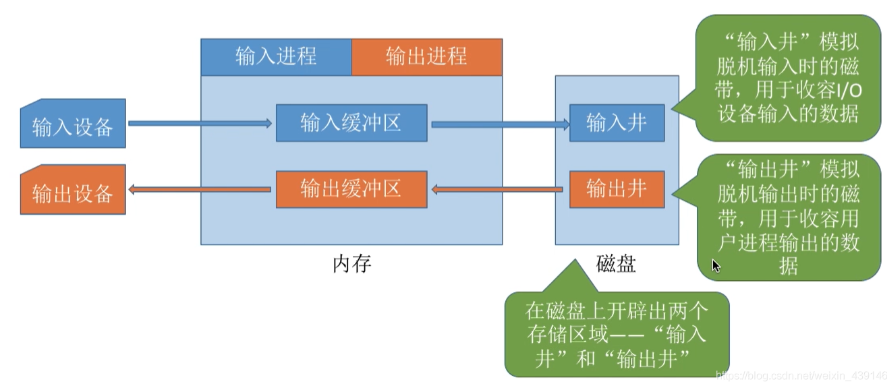 输入进程
输出进程
“输入井”模拟
脱机输入时的磁
带，用于收容I/O
设备输入的数据
输入设备
输入缓冲区
输入井
输出设备
输出缓冲区
输出井
“输出井”模拟
脱机输出时的磁
带，用于收容用
户进程输出的数
据
内存
磁盘
在磁盘上开辟出两个
存储区域——“输入
井”和“输出井”
https://blog.csdn.net/weixin_439146